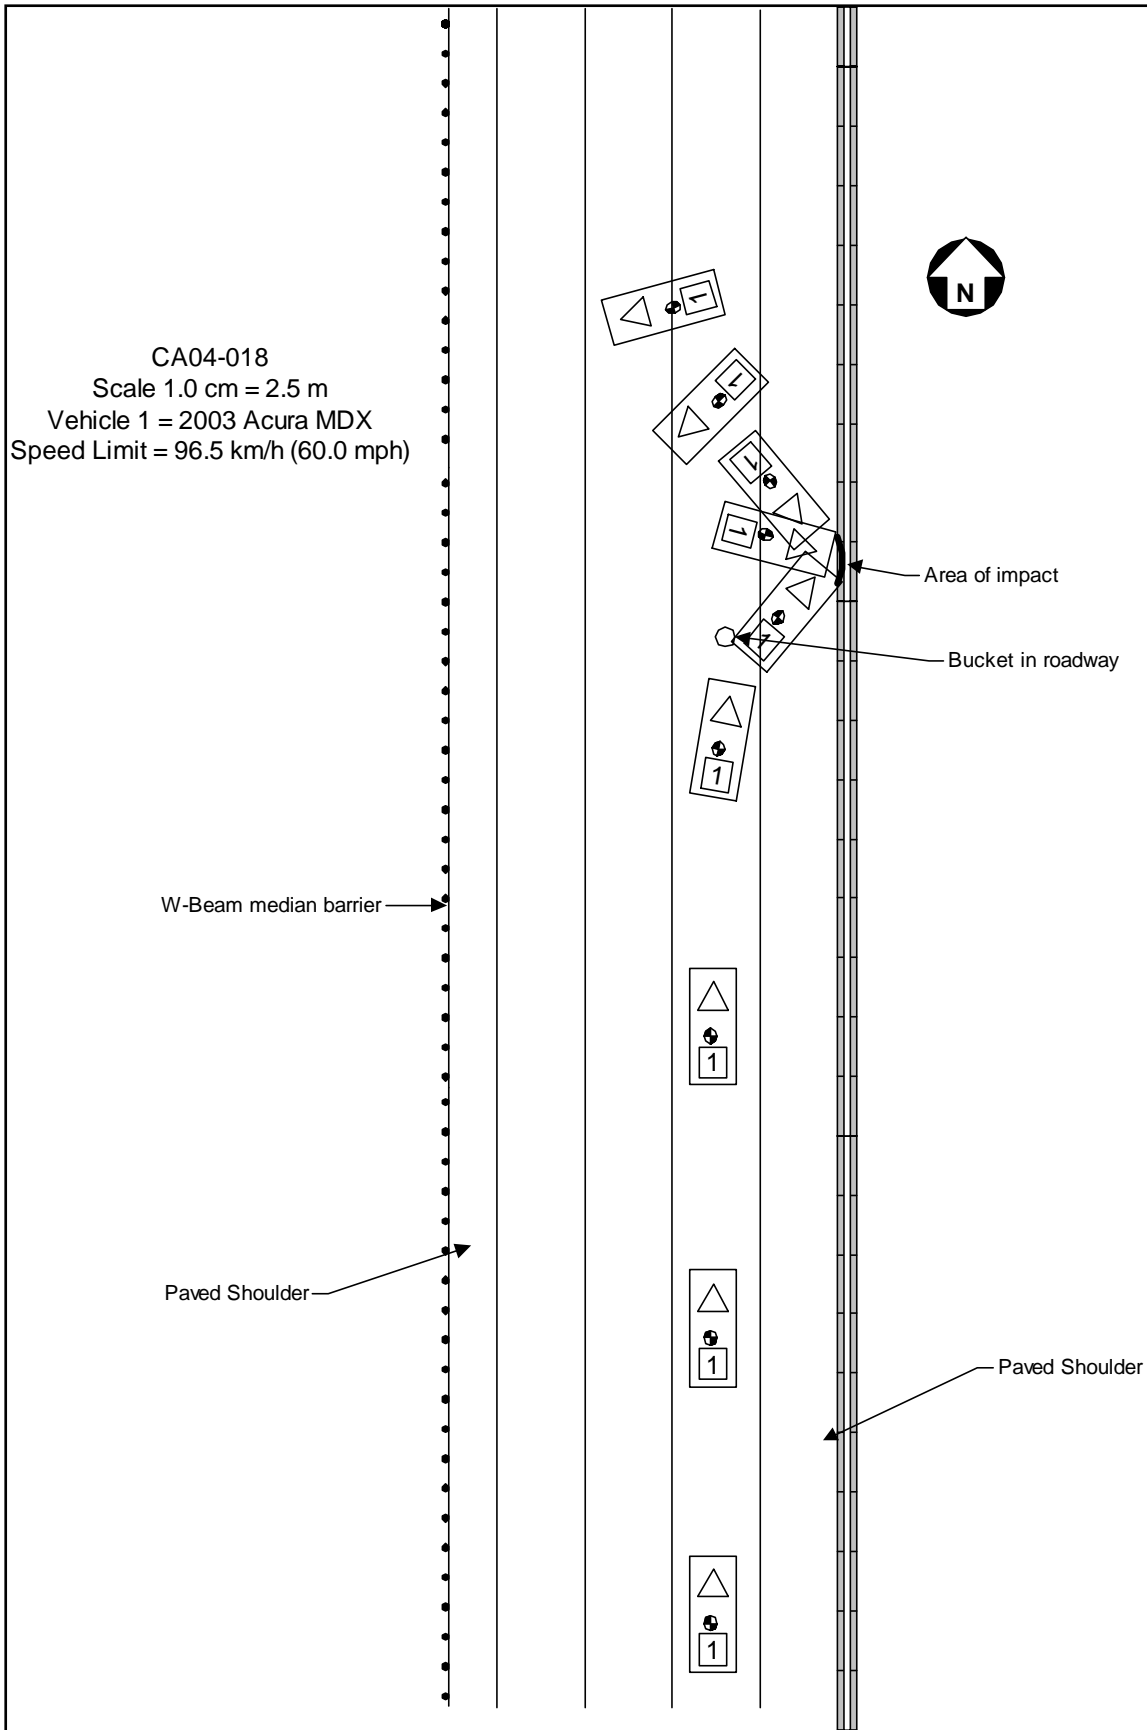 N
CA04-018
Scale 1.0 cm = 2.5 m
Vehicle 1 = 2003 Acura MDX
Speed Limit = 96.5 km/h (60.0 mph)
1
1
1
1
Area of impact
1
Bucket in roadway
1
W-Beam median barrier
1
Paved Shoulder
1
Paved Shoulder
1